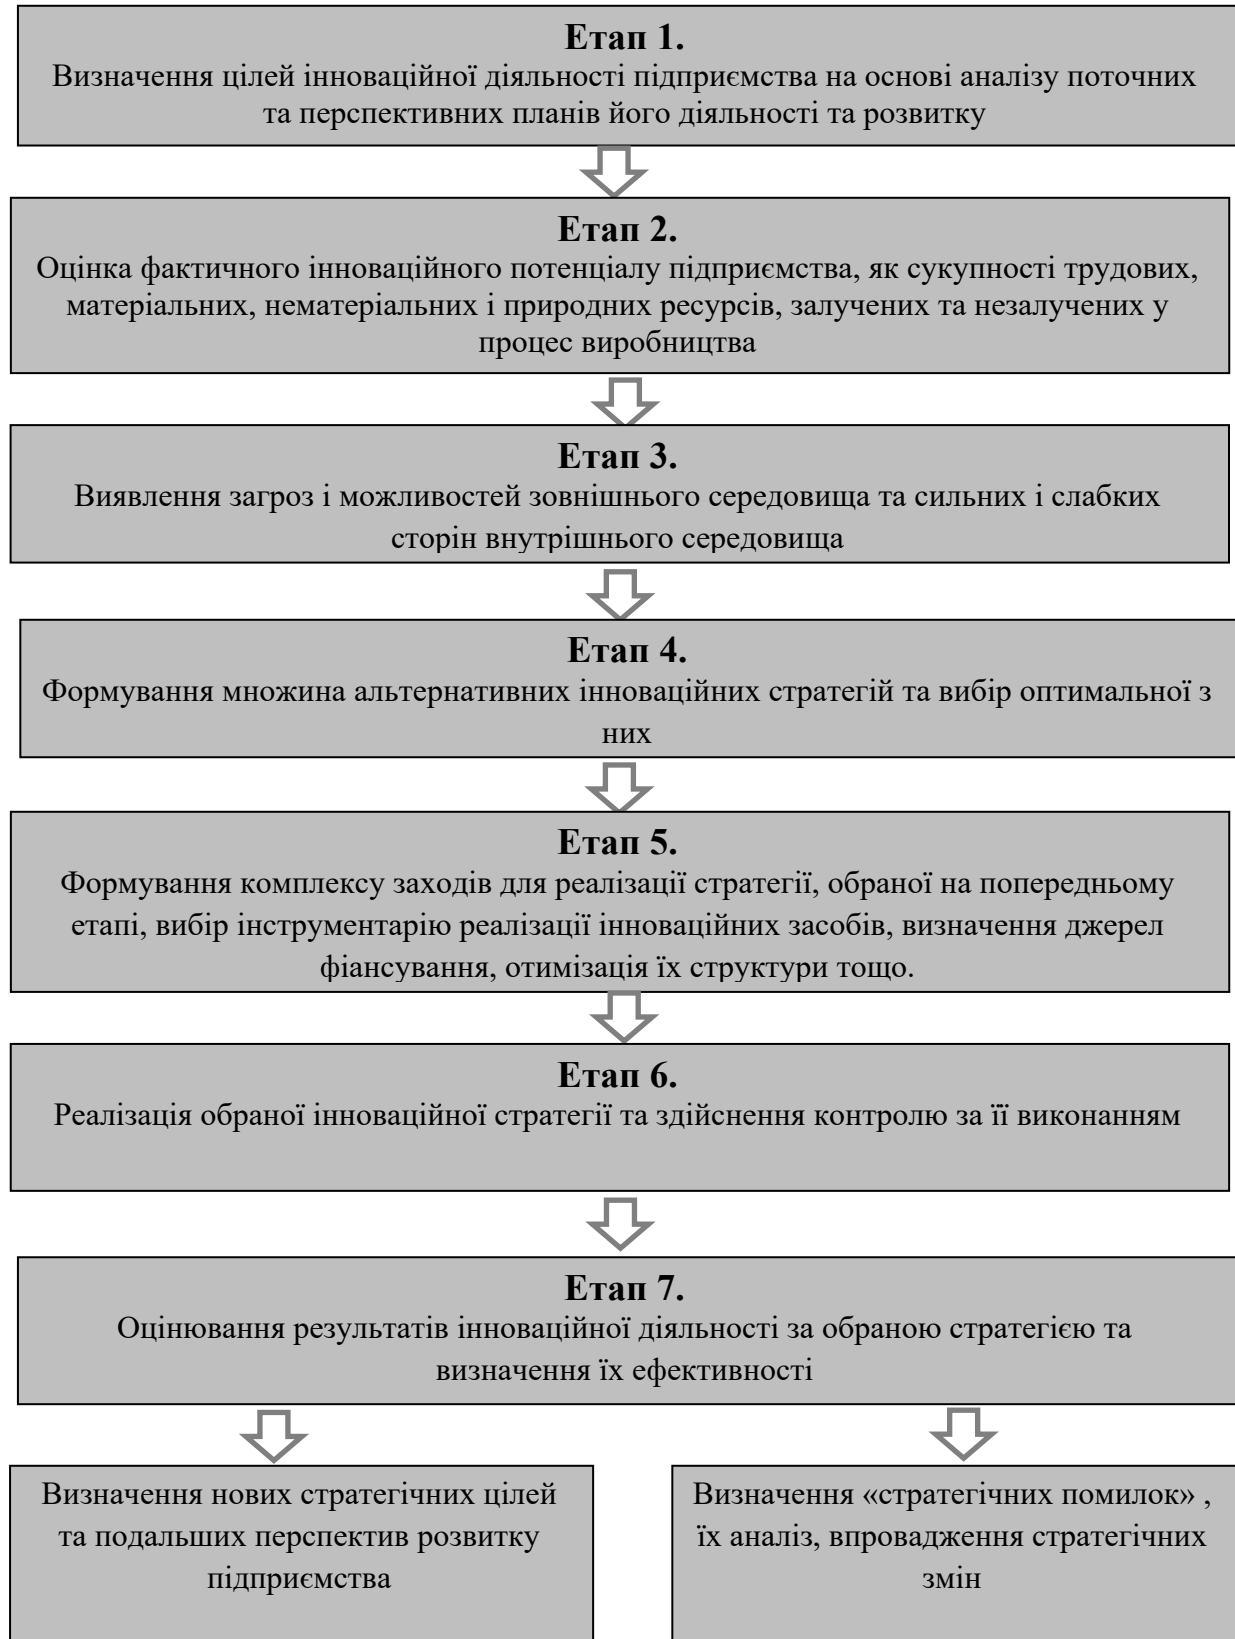 Етап 1.
Визначення цілей інноваційної діяльності підприємства на основі аналізу поточних
та перспективних планів його діяльності та розвитку
Етап 2.
Оцінка фактичного інноваційного потенціалу підприємства, як сукупності трудових,
матеріальних, нематеріальних і природних ресурсів, залучених та незалучених у
процес виробництва
Етап 3.
Виявлення загроз і можливостей зовнішнього середовища та сильних і слабких
сторін внутрішнього середовища
Етап 4.
Формування множина альтернативних інноваційних стратегій та вибір оптимальної з
них
Етап 5.
Формування комплексу заходів для реалізації стратегії, обраної на попередньому
етапі, вибір інструментарію реалізації інноваційних засобів, визначення джерел
фіансування, отимізація їх структури тощо.
Етап 6.
Реалізація обраної інноваційної стратегії та здійснення контролю за її виконанням
Етап 7.
Оцінювання результатів інноваційної діяльності за обраною стратегією та
визначення їх ефективності
Визначення нових стратегічних цілей
та подальших перспектив розвитку
підприємства
Визначення «стратегічних помилок» ,
їх аналіз, впровадження стратегічних
змін